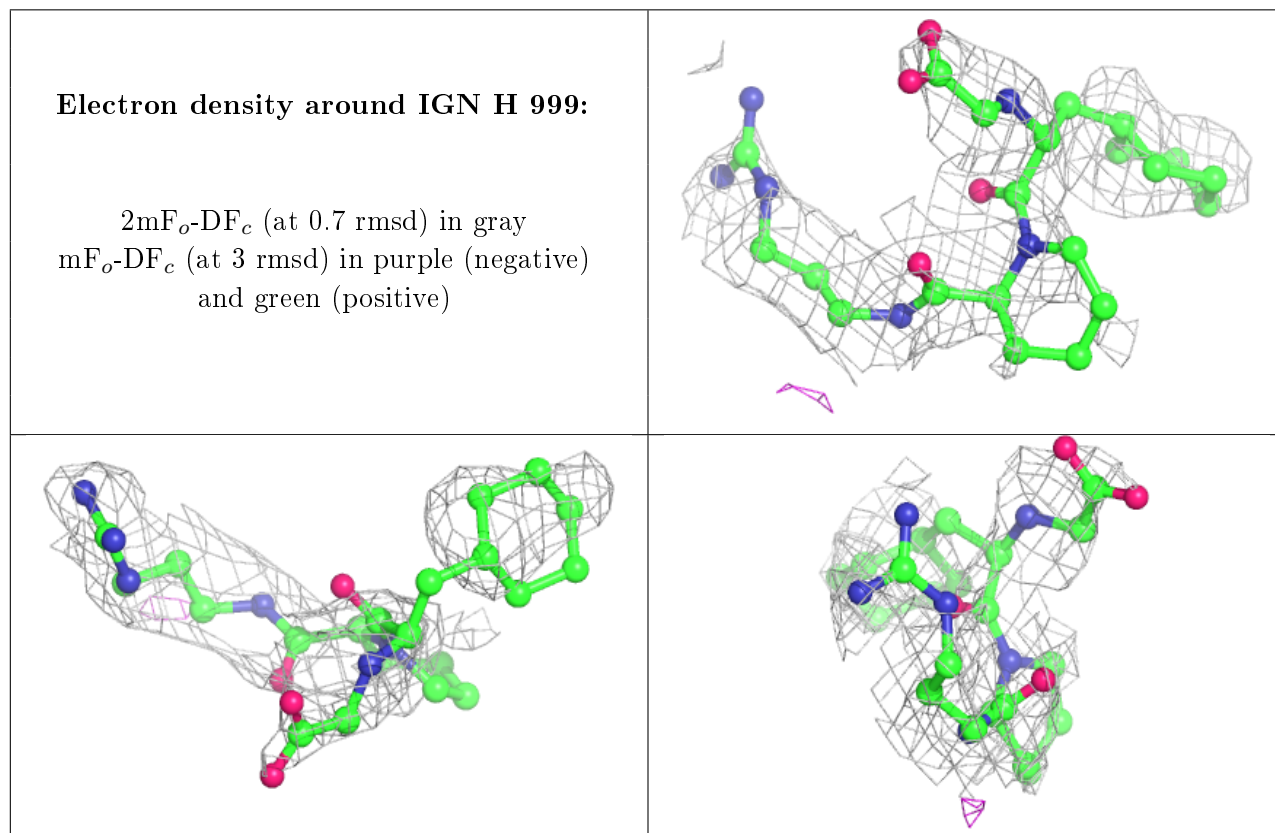 Electron density around IGN H 999:
2mFo-DFc (at 0.7 rmsd) in gray
mFo-DFc (at 3 rmsd) in purple (negative)
and green (positive)